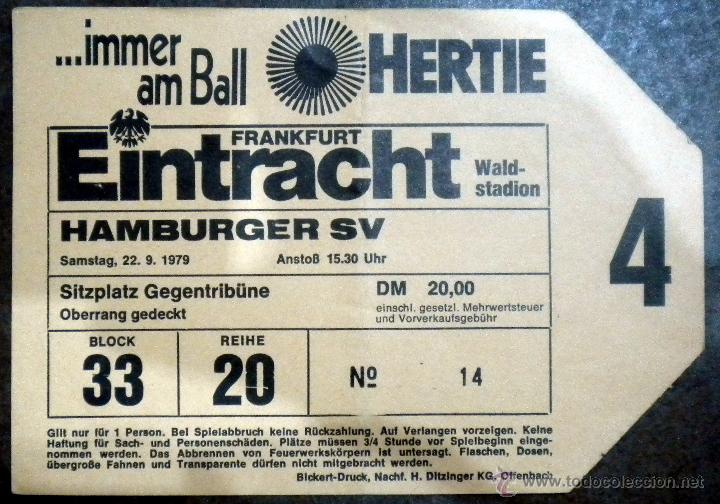 ...immer
am Ball
HERTIE
FRANKFURT
Eintracht
Wald-
stadion
HAMBURGER SV
Samstag, 22. 9. 1979 Anstoß 15.30 Uhr
4
Sitzplatz Gegentribüne DM 20,00
Oberrang gedeckt
einschl. gesetzl. Mehrwertsteuer
und Vorverkaufsgebühr
BLOCK
33
REIHE
20
Nº 14
Gilt nur für 1 Person. Bei Spielabbruch keine Rückzahlung. Auf Verlangen vorzeigen. Keine
Haftung für Sach- und Personenschäden. Plätze müssen 3/4 Stunde vor Spielbeginn einge-
nommen werden. Das Abbrennen von Feuerwerkskörpern ist untersagt. Flaschen, Dosen,
übergroße Fahnen und Transparente dürfen nicht mitgebracht werden.
Bickert-Druck, Nachf. H. Ditzinger KG, Offenbach
todocoleccion.net